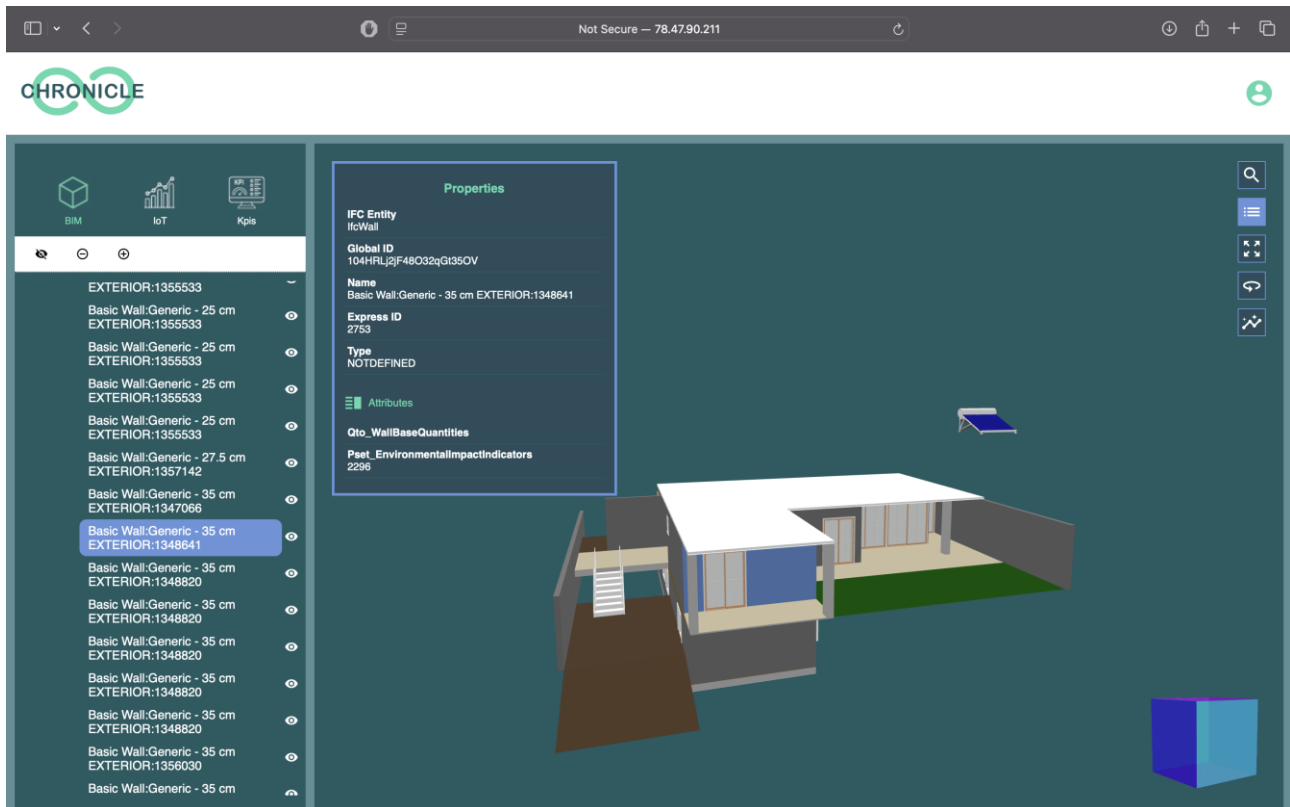 Not Secure — 78.47.90.211
CHRONICLE
BIM
IoT
KPI
Kpis
EXTERIOR:1355533
Basic Wall:Generic - 25 cm
EXTERIOR:1355533
Basic Wall:Generic - 25 cm
EXTERIOR:1355533
Basic Wall:Generic - 25 cm
EXTERIOR:1355533
Basic Wall:Generic - 25 cm
EXTERIOR:1355533
Basic Wall:Generic - 27.5 cm
EXTERIOR:1357142
Basic Wall:Generic - 35 cm
EXTERIOR:1347066
Basic Wall:Generic - 35 cm
EXTERIOR:1348641
Basic Wall:Generic - 35 cm
EXTERIOR:1348820
Basic Wall:Generic - 35 cm
EXTERIOR:1348820
Basic Wall:Generic - 35 cm
EXTERIOR:1348820
Basic Wall:Generic - 35 cm
EXTERIOR:1348820
Basic Wall:Generic - 35 cm
EXTERIOR:1348820
Basic Wall:Generic - 35 cm
EXTERIOR:1356030
Basic Wall:Generic - 35 cm
Properties
IFC Entity
IfcWall
Global ID
104HRLj2jF48O32qGt35OV
Name
Basic Wall:Generic - 35 cm EXTERIOR:1348641
Express ID
2753
Type
NOTDEFINED
Attributes
Qto_WallBaseQuantities
Pset_EnvironmentalImpactIndicators
2296